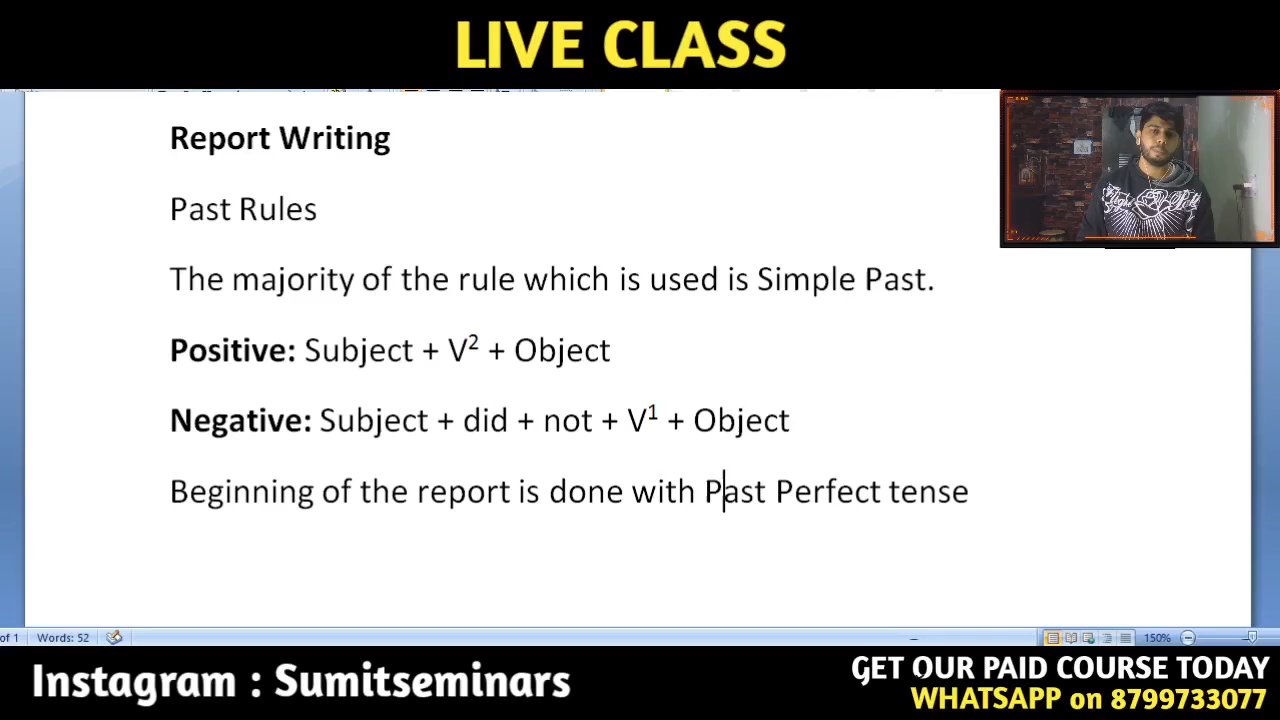 LIVE CLASS
Report Writing
Past Rules
The majority of the rule which is used is Simple Past.
Positive: Subject + V² + Object
Negative: Subject + did + not + V¹ + Object
Beginning of the report is done with Past Perfect tense
of 1 Words: 52 150%
Instagram : Sumitseminars
GET OUR PAID COURSE TODAY
WHATSAPP on 8799733077